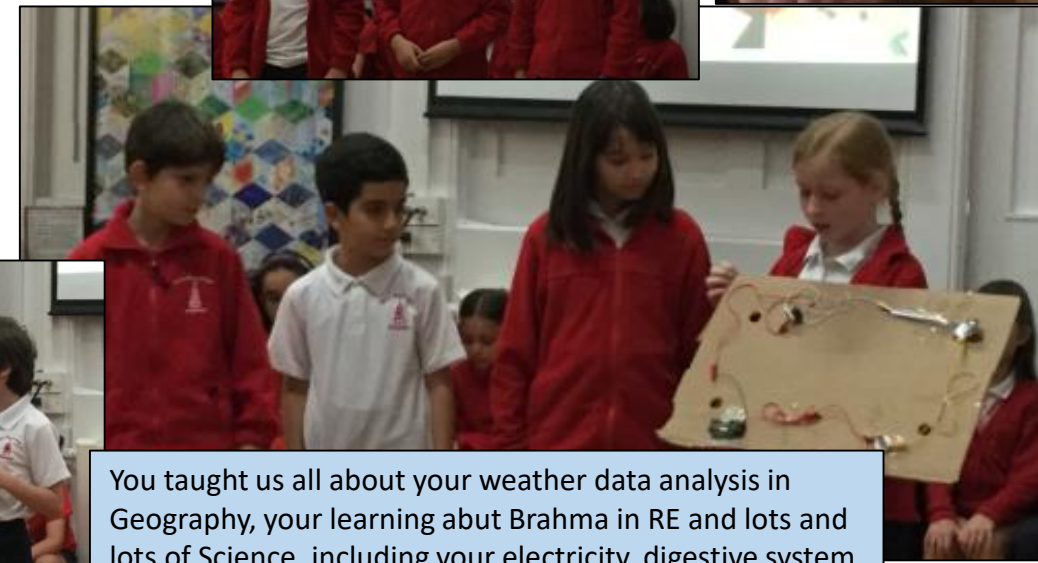 You taught us all about your weather data analysis in
Geography, your learning abut Brahma in RE and lots and
lots of Science, including your electricity, digestive system